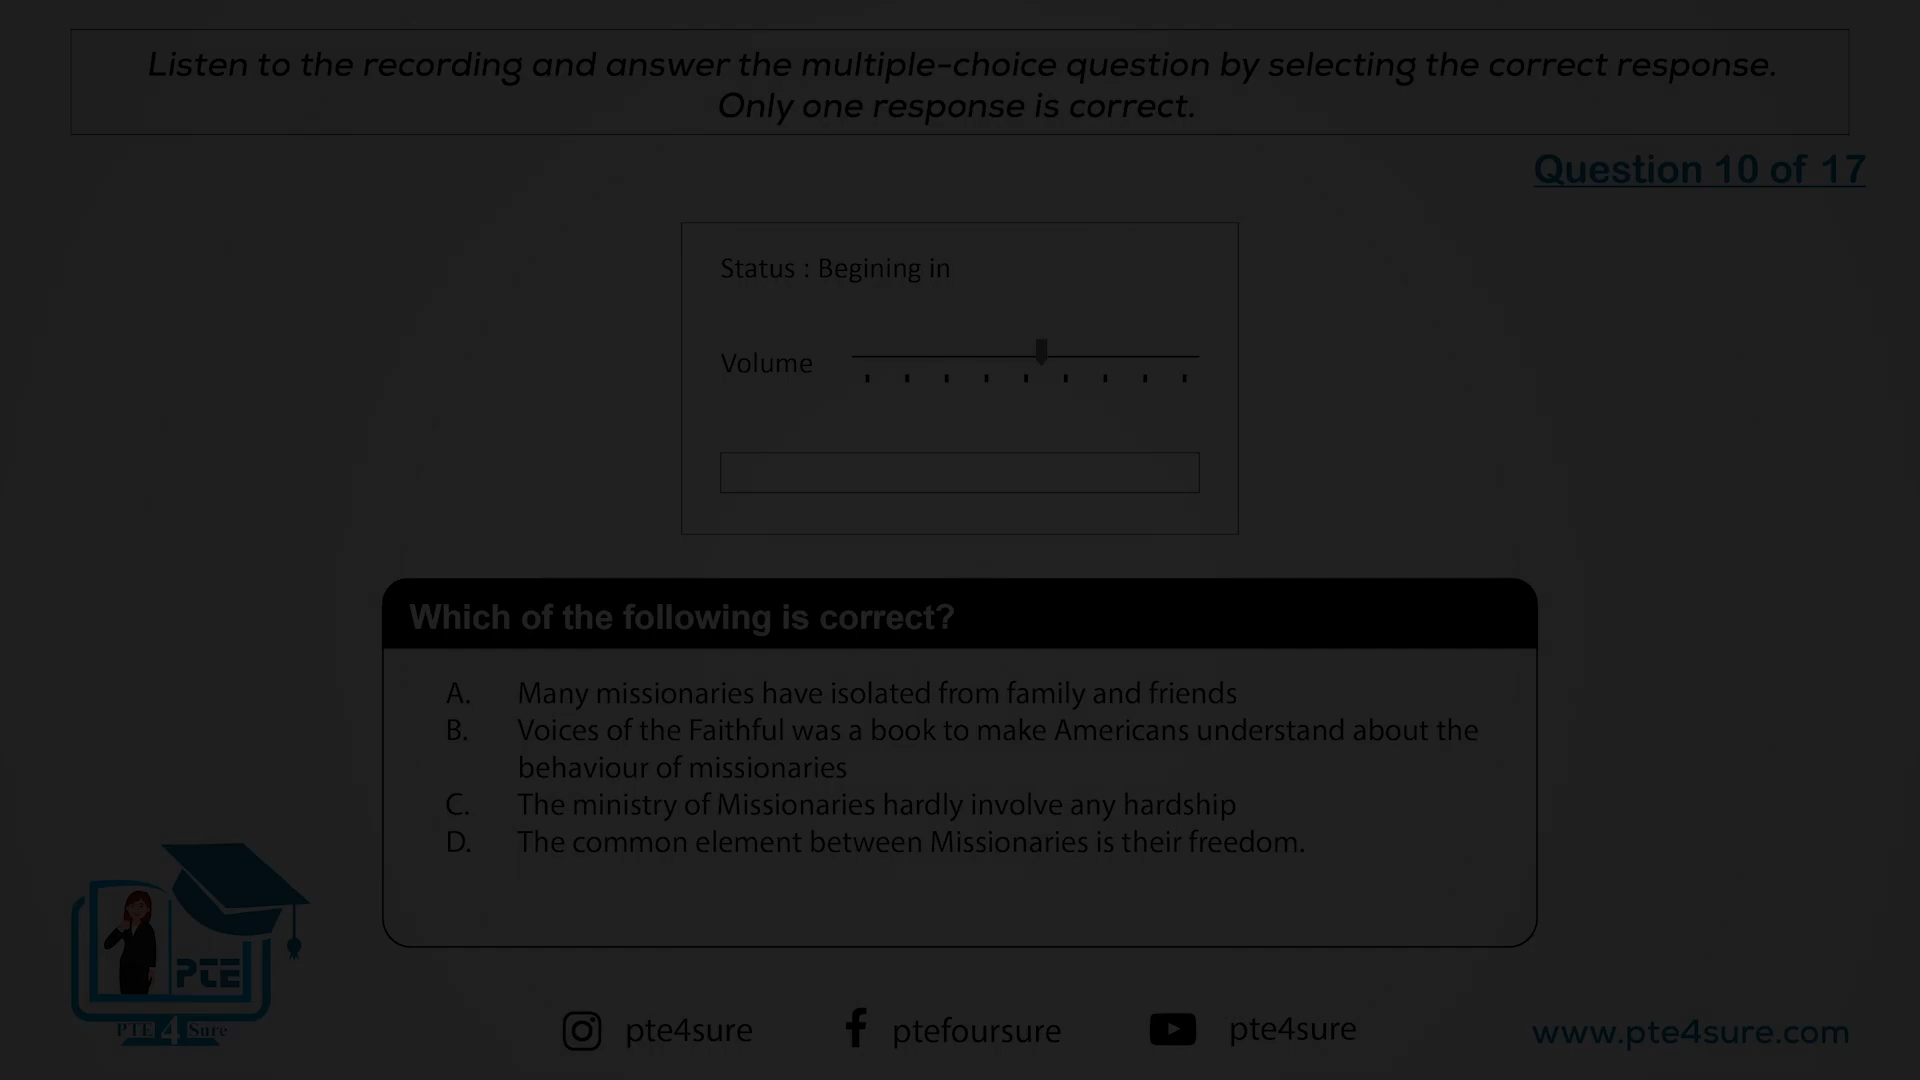 Listen to the recording and answer the multiple-choice question by selecting the correct response.
Only one response is correct.
Question 10 of 17
Status : Begining in
Volume
Which of the following is correct?
A. Many missionaries have isolated from family and friends
B. Voices of the Faithful was a book to make Americans understand about the
behaviour of missionaries
C. The ministry of Missionaries hardly involve any hardship
D. The common element between Missionaries is their freedom.
PTE
PTE 4 Sure
pte4sure
ptefoursure
pte4sure
www.pte4sure.com